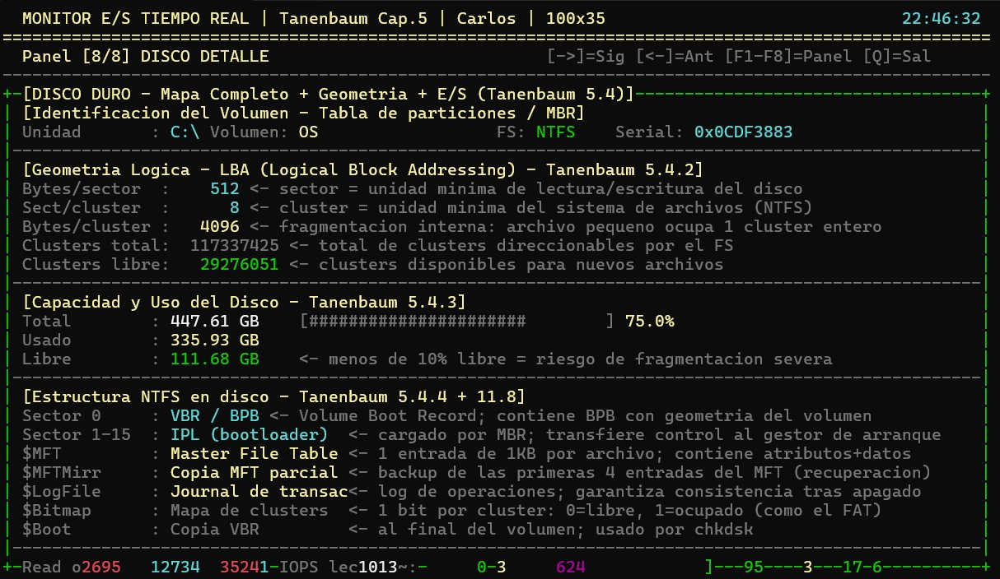 MONITOR E/S TIEMPO REAL | Tanenbaum Cap.5 | Carlos | 100x35 22:46:32
====================================================================================================
Panel [8/8] DISCO DETALLE [->]=Sig [<-]=Ant [F1-F8]=Panel [Q]=Sal
----------------------------------------------------------------------------------------------------
+-[DISCO DURO - Mapa Completo + Geometria + E/S (Tanenbaum 5.4)]-----------------------------------+
| [Identificacion del Volumen - Tabla de particiones / MBR] |
| Unidad : C:\ Volumen: OS FS: NTFS Serial: 0x0CDF3883 |
|--------------------------------------------------------------------------------------------------|
| [Geometria Logica - LBA (Logical Block Addressing) - Tanenbaum 5.4.2] |
| Bytes/sector : 512 <- sector = unidad minima de lectura/escritura del disco |
| Sect/cluster : 8 <- cluster = unidad minima del sistema de archivos (NTFS) |
| Bytes/cluster : 4096 <- fragmentacion interna: archivo pequeno ocupa 1 cluster entero |
| Clusters total: 117337425 <- total de clusters direccionables por el FS |
| Clusters libre: 29276051 <- clusters disponibles para nuevos archivos |
|--------------------------------------------------------------------------------------------------|
| [Capacidad y Uso del Disco - Tanenbaum 5.4.3] |
| Total : 447.61 GB [###################### ] 75.0% |
| Usado : 335.93 GB |
| Libre : 111.68 GB <- menos de 10% libre = riesgo de fragmentacion severa |
|--------------------------------------------------------------------------------------------------|
| [Estructura NTFS en disco - Tanenbaum 5.4.4 + 11.8] |
| Sector 0 : VBR / BPB <- Volume Boot Record; contiene BPB con geometria del volumen |
| Sector 1-15 : IPL (bootloader) <- cargado por MBR; transfiere control al gestor de arranque |
| $MFT : Master File Table <- 1 entrada de 1KB por archivo; contiene atributos+datos |
| $MFTMirr : Copia MFT parcial <- backup de las primeras 4 entradas del MFT (recuperacion) |
| $LogFile : Journal de transac<- log de operaciones; garantiza consistencia tras apagado |
| $Bitmap : Mapa de clusters <- 1 bit por cluster: 0=libre, 1=ocupado (como el FAT) |
| $Boot : Copia VBR <- al final del volumen; usado por chkdsk |
|--------------------------------------------------------------------------------------------------|
+-Read o2695 12734 35241-IOPS lec1013~:- 0-3 624 ]---95----3---17-6----------+